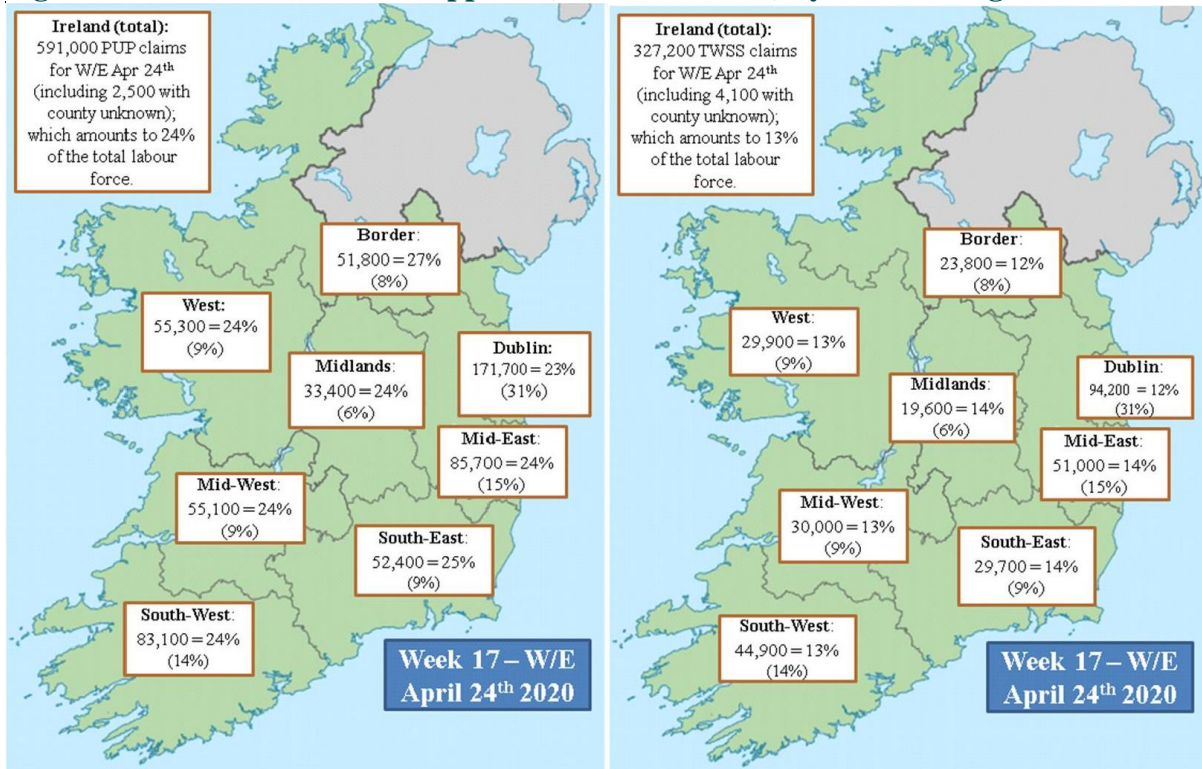 Ireland (total):
591,000 PUP claims
for W/E Apr 24th
(including 2,500 with
county unknown);
which amounts to 24%
of the total labour
force.
Border:
51,800 = 27%
(8%)
West:
55,300 = 24%
(9%)
Midlands:
33,400 = 24%
(6%)
Dublin:
171,700 = 23%
(31%)
Mid-East:
85,700 = 24%
(15%)
Mid-West:
55,100 = 24%
(9%)
South-East:
52,400 = 25%
(9%)
South-West:
83,100 = 24%
(14%)
Week 17 – W/E
April 24th 2020
Ireland (total):
327,200 TWSS claims
for W/E Apr 24th
(including 4,100 with
county unknown);
which amounts to 13%
of the total labour
force.
Border:
23,800 = 12%
(8%)
West:
29,900 = 13%
(9%)
Midlands:
19,600 = 14%
(6%)
Dublin:
94,200 = 12%
(31%)
Mid-East:
51,000 = 14%
(15%)
Mid-West:
30,000 = 13%
(9%)
South-East:
29,700 = 14%
(9%)
South-West:
44,900 = 13%
(14%)
Week 17 – W/E
April 24th 2020